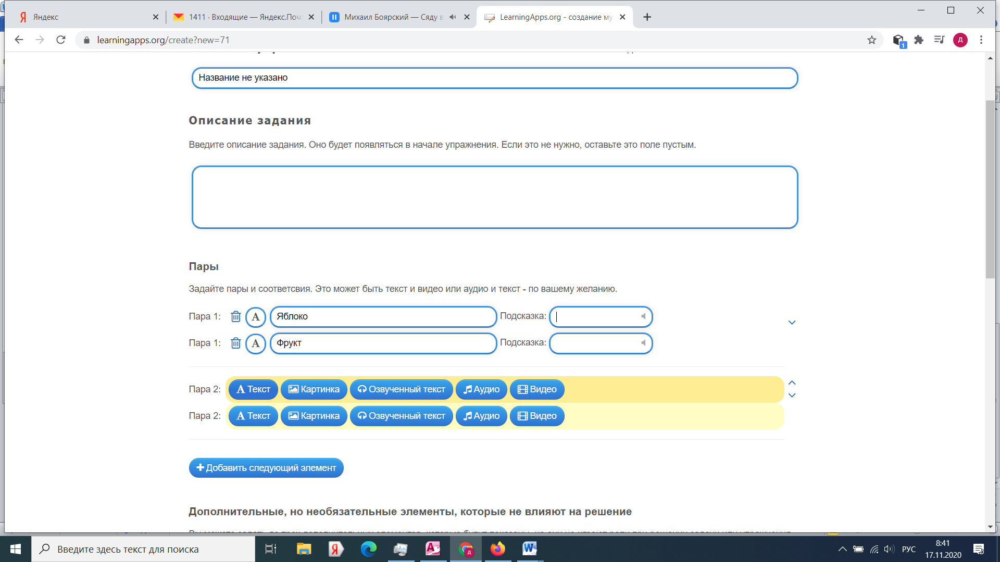 Яндекс
1411 · Входящие — Яндекс.Поч
Михаил Боярский — Сяду в
LearningApps.org - создание му
learningapps.org/create?new=71
1
Д
Название не указано
Описание задания
Введите описание задания. Оно будет появляться в начале упражнения. Если это не нужно, оставьте это поле пустым.
Пары
Задайте пары и соответсвия. Это может быть текст и видео или аудио и текст - по вашему желанию.
Пара 1: A Яблоко Подсказка:
Пара 1: A Фрукт Подсказка:
Пара 2: A Текст Картинка Озвученный текст Аудио Видео
Пара 2: A Текст Картинка Озвученный текст Аудио Видео
Добавить следующий элемент
Дополнительные, но необязательные элементы, которые не влияют на решение
Введите здесь текст для поиска
РУС
8:41
17.11.2020